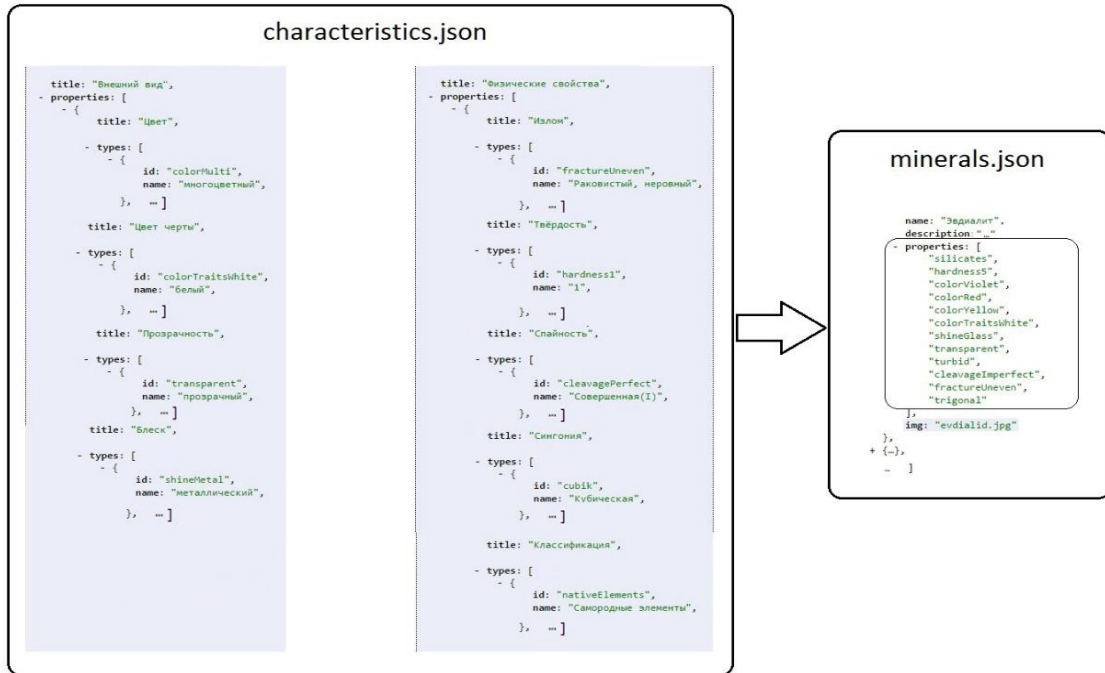 characteristics.json
title: "Внешний вид",
- properties: [
- {
title: "Цвет",
- types: [
- {
id: "colorMulti",
name: "многоцветный",
}, … ]
title: "Цвет черты",
- types: [
- {
id: "colorTraitsWhite",
name: "белый",
}, … ]
title: "Прозрачность",
- types: [
- {
id: "transparent",
name: "прозрачный",
}, … ]
title: "Блеск",
- types: [
- {
id: "shineMetal",
name: "металлический",
}, … ]
title: "Физические свойства",
- properties: [
- {
title: "Излом",
- types: [
- {
id: "fractureUneven",
name: "Раковистый, неровный",
}, … ]
title: "Твёрдость",
- types: [
- {
id: "hardness1",
name: "1",
}, … ]
title: "Спайность",
- types: [
- {
id: "cleavagePerfect",
name: "Совершенная(I)",
}, … ]
title: "Сингония",
- types: [
- {
id: "cubik",
name: "Кубическая",
}, … ]
title: "Классификация",
- types: [
- {
id: "nativeElements",
name: "Самородные элементы",
}, … ]
minerals.json
name: "Эвдиалит",
description: "…"
- properties: [
"silicates",
"hardness5",
"colorViolet",
"colorRed",
"colorYellow",
"colorTraitsWhite",
"shineGlass",
"transparent",
"turbid",
"cleavageImperfect",
"fractureUneven",
"trigonal"
],
img: "evdialid.jpg"
},
+ {…},
… ]